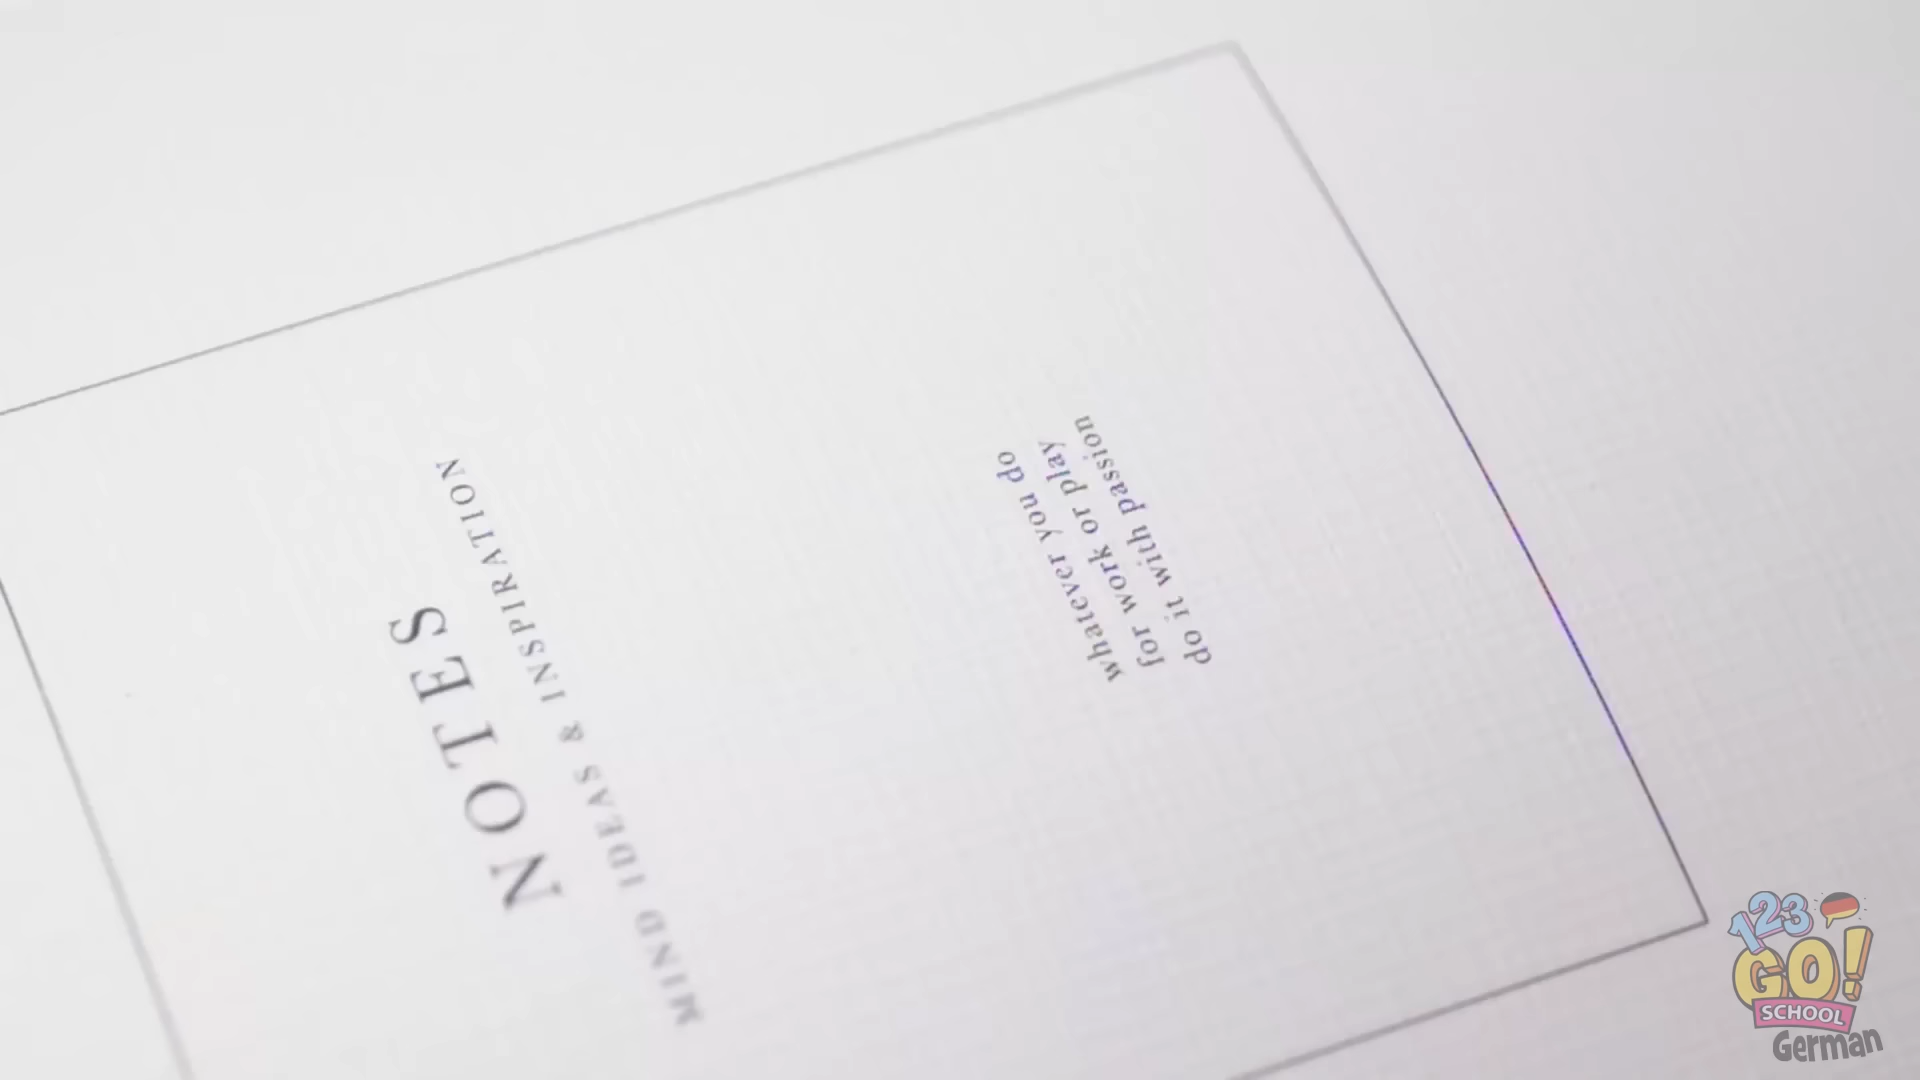 NOTES
MIND IDEAS & INSPIRATION
whatever you do
for work or play
do it with passion
123
GO!
SCHOOL
German